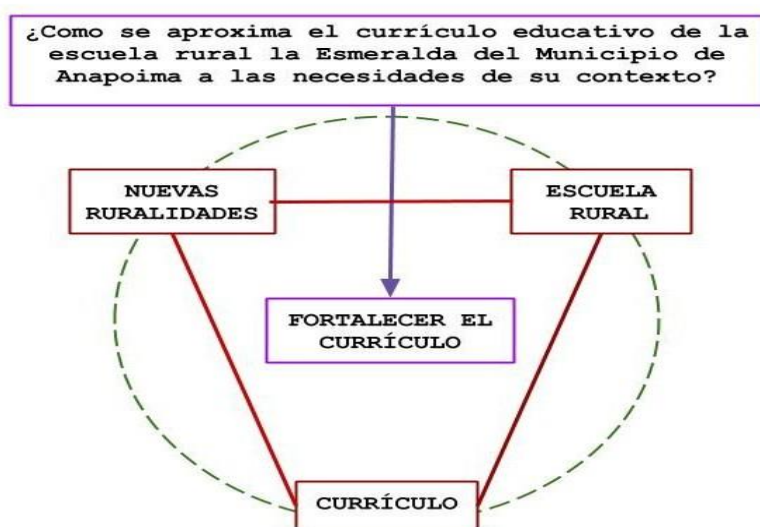 ¿Como se aproxima el currículo educativo de la
escuela rural la Esmeralda del Municipio de
Anapoima a las necesidades de su contexto?
NUEVAS
RURALIDADES
ESCUELA
RURAL
FORTALECER EL
CURRÍCULO
CURRÍCULO